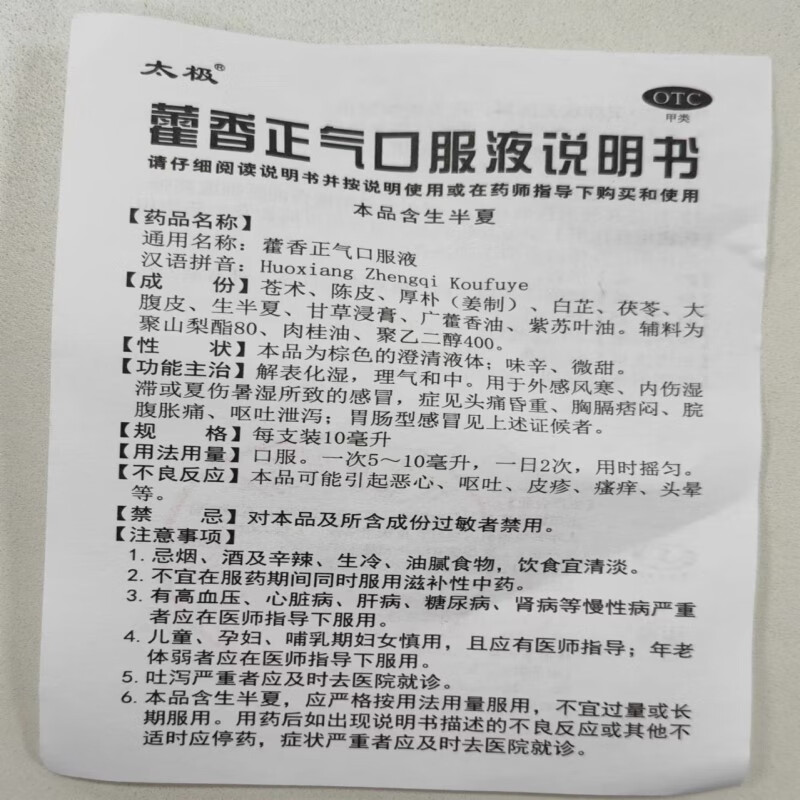 太极®
OTC
甲类
藿香正气口服液说明书
请仔细阅读说明书并按说明使用或在药师指导下购买和使用
本品含生半夏
【药品名称】
通用名称：藿香正气口服液
汉语拼音：Huoxiang Zhengqi Koufuye
【成　份】苍术、陈皮、厚朴（姜制）、白芷、茯苓、大
腹皮、生半夏、甘草浸膏、广藿香油、紫苏叶油。辅料为
聚山梨酯80、肉桂油、聚乙二醇400。
【性　状】本品为棕色的澄清液体；味辛、微甜。
【功能主治】解表化湿，理气和中。用于外感风寒、内伤湿
滞或夏伤暑湿所致的感冒，症见头痛昏重、胸膈痞闷、脘
腹胀痛、呕吐泄泻；胃肠型感冒见上述证候者。
【规　格】每支装10毫升
【用法用量】口服。一次5～10毫升，一日2次，用时摇匀。
【不良反应】本品可能引起恶心、呕吐、皮疹、瘙痒、头晕
等。
【禁　忌】对本品及所含成份过敏者禁用。
【注意事项】
1. 忌烟、酒及辛辣、生冷、油腻食物，饮食宜清淡。
2. 不宜在服药期间同时服用滋补性中药。
3. 有高血压、心脏病、肝病、糖尿病、肾病等慢性病严重
者应在医师指导下服用。
4. 儿童、孕妇、哺乳期妇女慎用，且应有医师指导；年老
体弱者应在医师指导下服用。
5. 吐泻严重者应及时去医院就诊。
6. 本品含生半夏，应严格按用法用量服用，不宜过量或长
期服用。用药后如出现说明书描述的不良反应或其他不
适时应停药，症状严重者应及时去医院就诊。